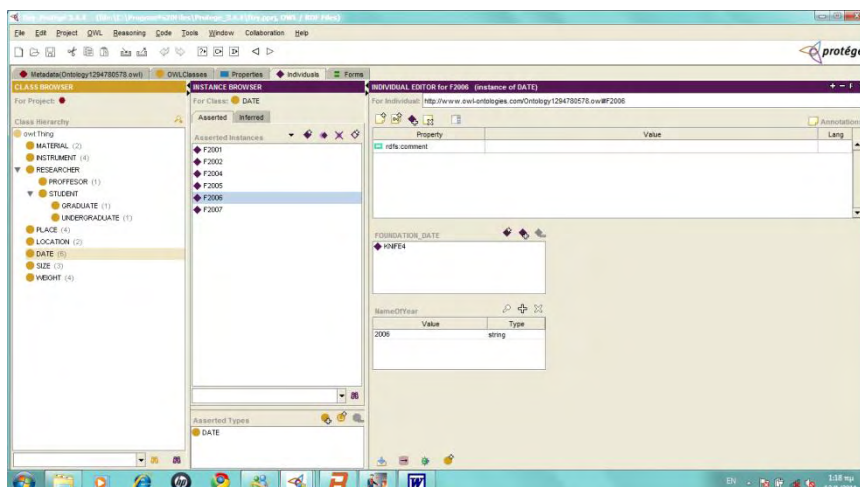 File Edit Project OWL Reasoning Code Tools Window Collaboration Help
protégé
Metadata(Ontology1294780578.owl) OWLClasses Properties Individuals Forms
CLASS BROWSER
For Project:
Class Hierarchy
owl:Thing
MATERIAL (2)
INSTRUMENT (4)
RESEARCHER
PROFFESOR (1)
STUDENT
GRADUATE (1)
UNDERGRADUATE (1)
PLACE (4)
LOCATION (2)
DATE (6)
SIZE (3)
WEIGHT (4)
INSTANCE BROWSER
For Class: DATE
Asserted Inferred
Asserted Instances
F2001
F2002
F2004
F2005
F2006
F2007
Asserted Types
DATE
INDIVIDUAL EDITOR for F2006 (instance of DATE)
For Individual: http://www.owl-ontologies.com/Ontology1294780578.owl#F2006
Annotations
Property Value Lang
rdfs:comment
FOUNDATION_DATE
KNIFE4
NameOfYear
Value Type
2006 string
EN
1:18 πμ